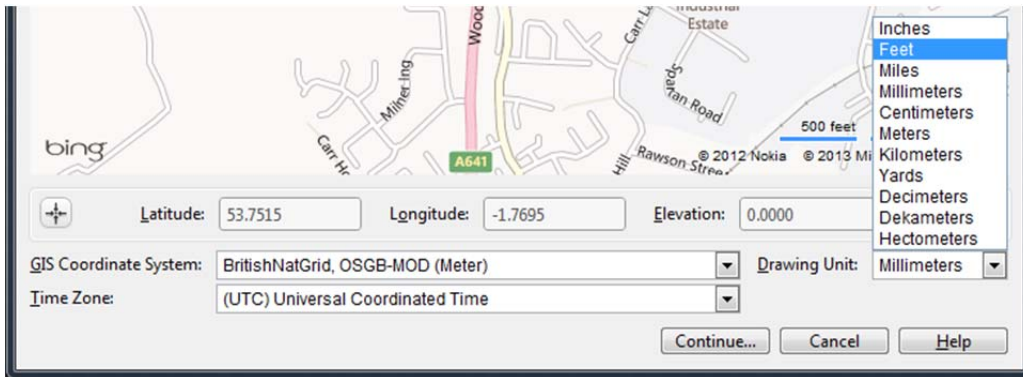 Industrial
Estate
Wood
Carr L
Milner Ing
Spartan Road
500 feet
bing
Carr Ho
A641
Hill
Rawson Stree
© 2012 Nokia © 2013 Mi
Inches
Feet
Miles
Millimeters
Centimeters
Meters
Kilometers
Yards
Decimeters
Dekameters
Hectometers
Latitude: 53.7515 Longitude: -1.7695 Elevation: 0.0000
GIS Coordinate System: BritishNatGrid, OSGB-MOD (Meter) Drawing Unit: Millimeters
Time Zone: (UTC) Universal Coordinated Time
Continue... Cancel Help